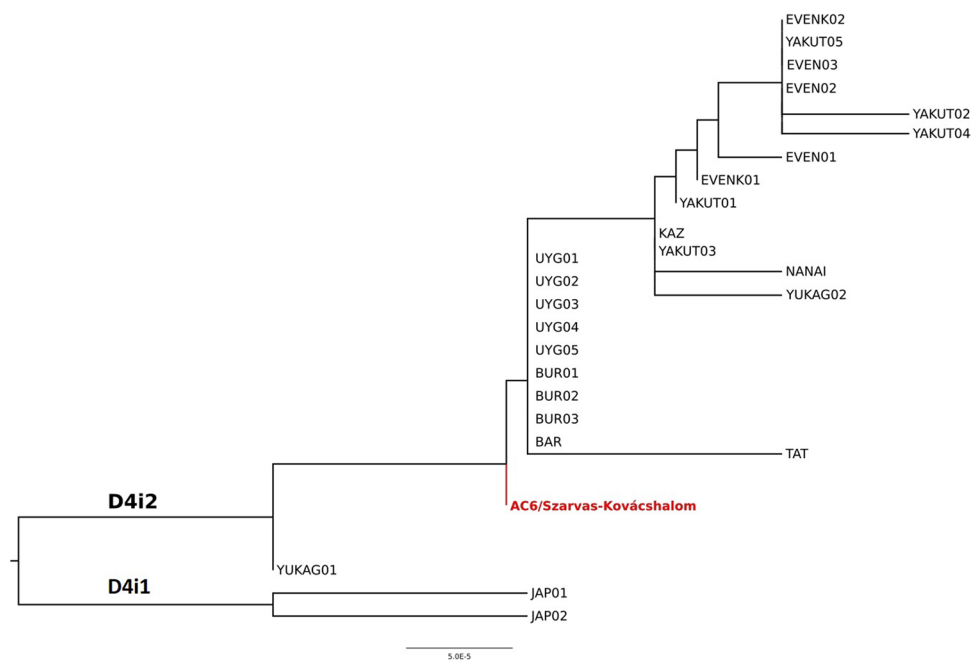 EVENK02
YAKUT05
EVEN03
EVEN02
YAKUT02
YAKUT04
EVEN01
EVENK01
YAKUT01
KAZ
YAKUT03
UYG01
NANAI
UYG02
YUKAG02
UYG03
UYG04
UYG05
BUR01
BUR02
BUR03
BAR
TAT
D4i2
AC6/Szarvas-Kovácshalom
YUKAG01
D4i1
JAP01
JAP02
5.0E-5